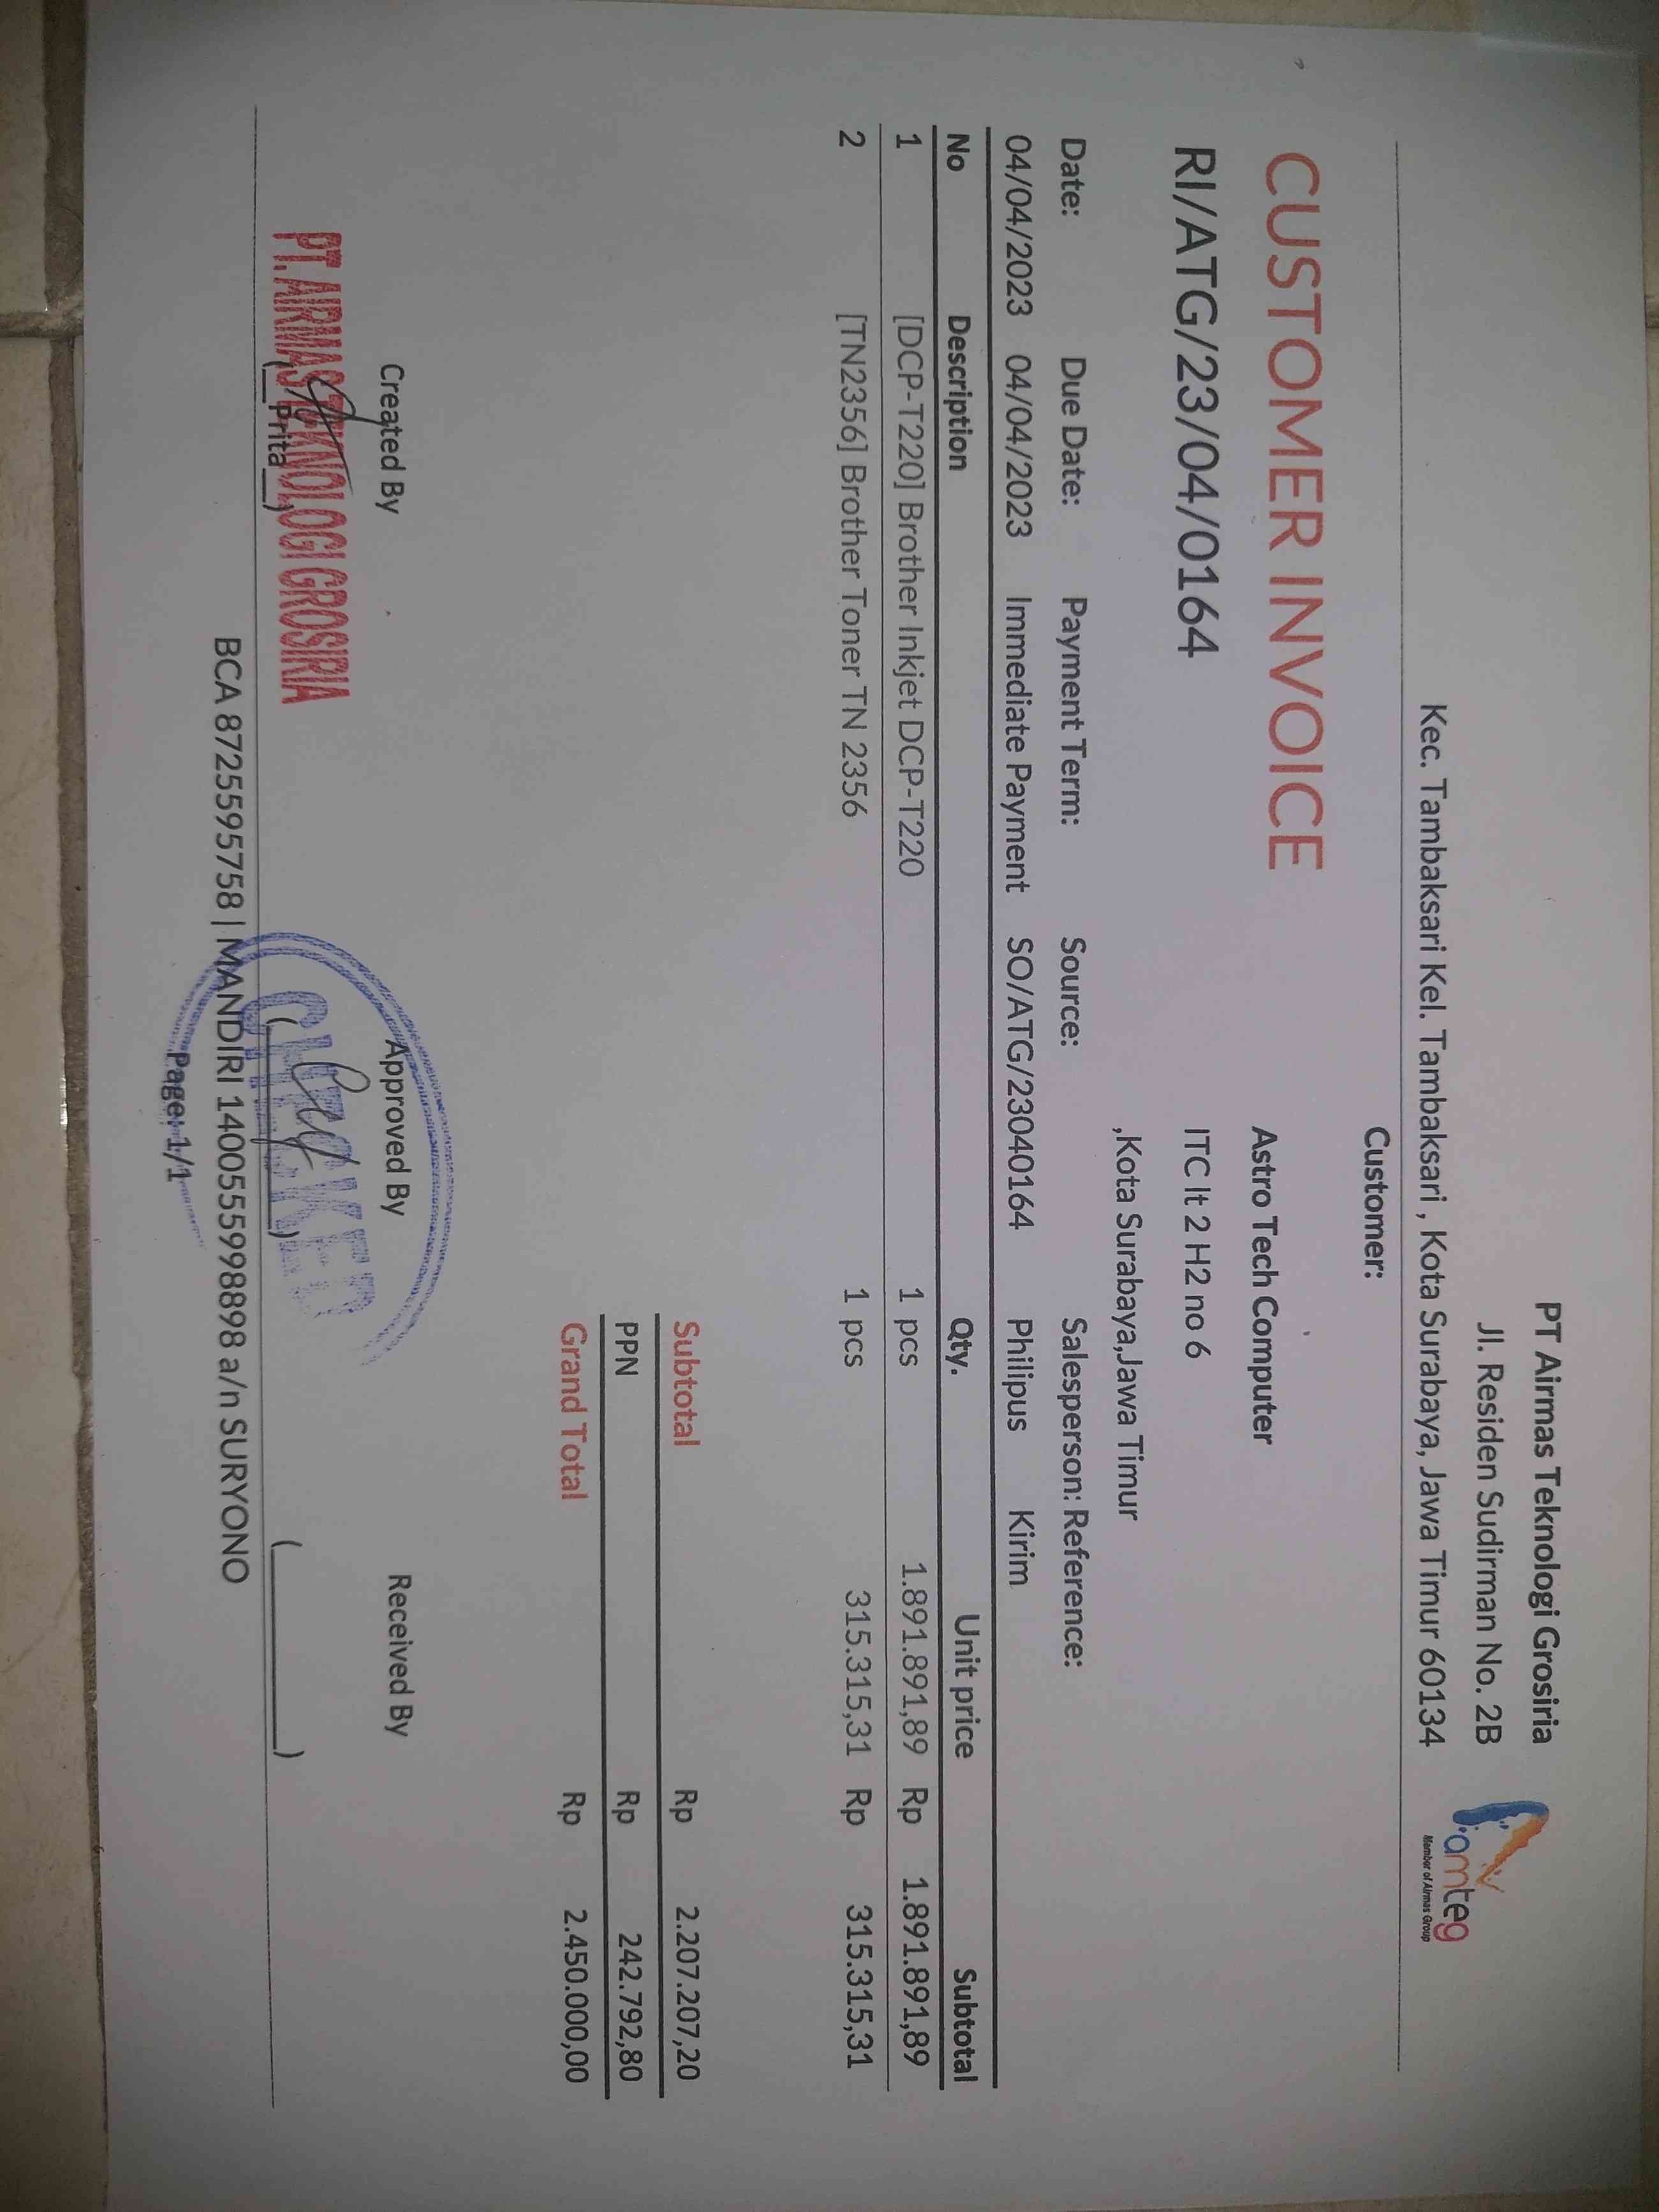 PT Airmas Teknologi Grosiria
Jl. Residen Sudirman No. 2B
Kec. Tambaksari Kel. Tambaksari , Kota Surabaya, Jawa Timur 60134
amteg
Member of Airmas Group
Customer:
CUSTOMER INVOICE
Astro Tech Computer
RI/ATG/23/04/0164
ITC lt 2 H2 no 6
,Kota Surabaya,Jawa Timur
Date: Due Date: Payment Term: Source: Salesperson: Reference:
04/04/2023 04/04/2023 Immediate Payment SO/ATG/23040164 Philipus Kirim
No Description Qty. Unit price Subtotal
1 [DCP-T220] Brother Inkjet DCP-T220 1 pcs 1.891.891,89 Rp 1.891.891,89
2 [TN2356] Brother Toner TN 2356 1 pcs 315.315,31 Rp 315.315,31
Subtotal Rp 2.207.207,20
PPN Rp 242.792,80
Grand Total Rp 2.450.000,00
Created By Approved By Received By
PT. AIRMAS TEKNOLOGI GROSIRIA
CHECKED
(__Prita__) (________) (________)
BCA 8725595758 | MANDIRI 1400555998898 a/n SURYONO
Page: 1/1